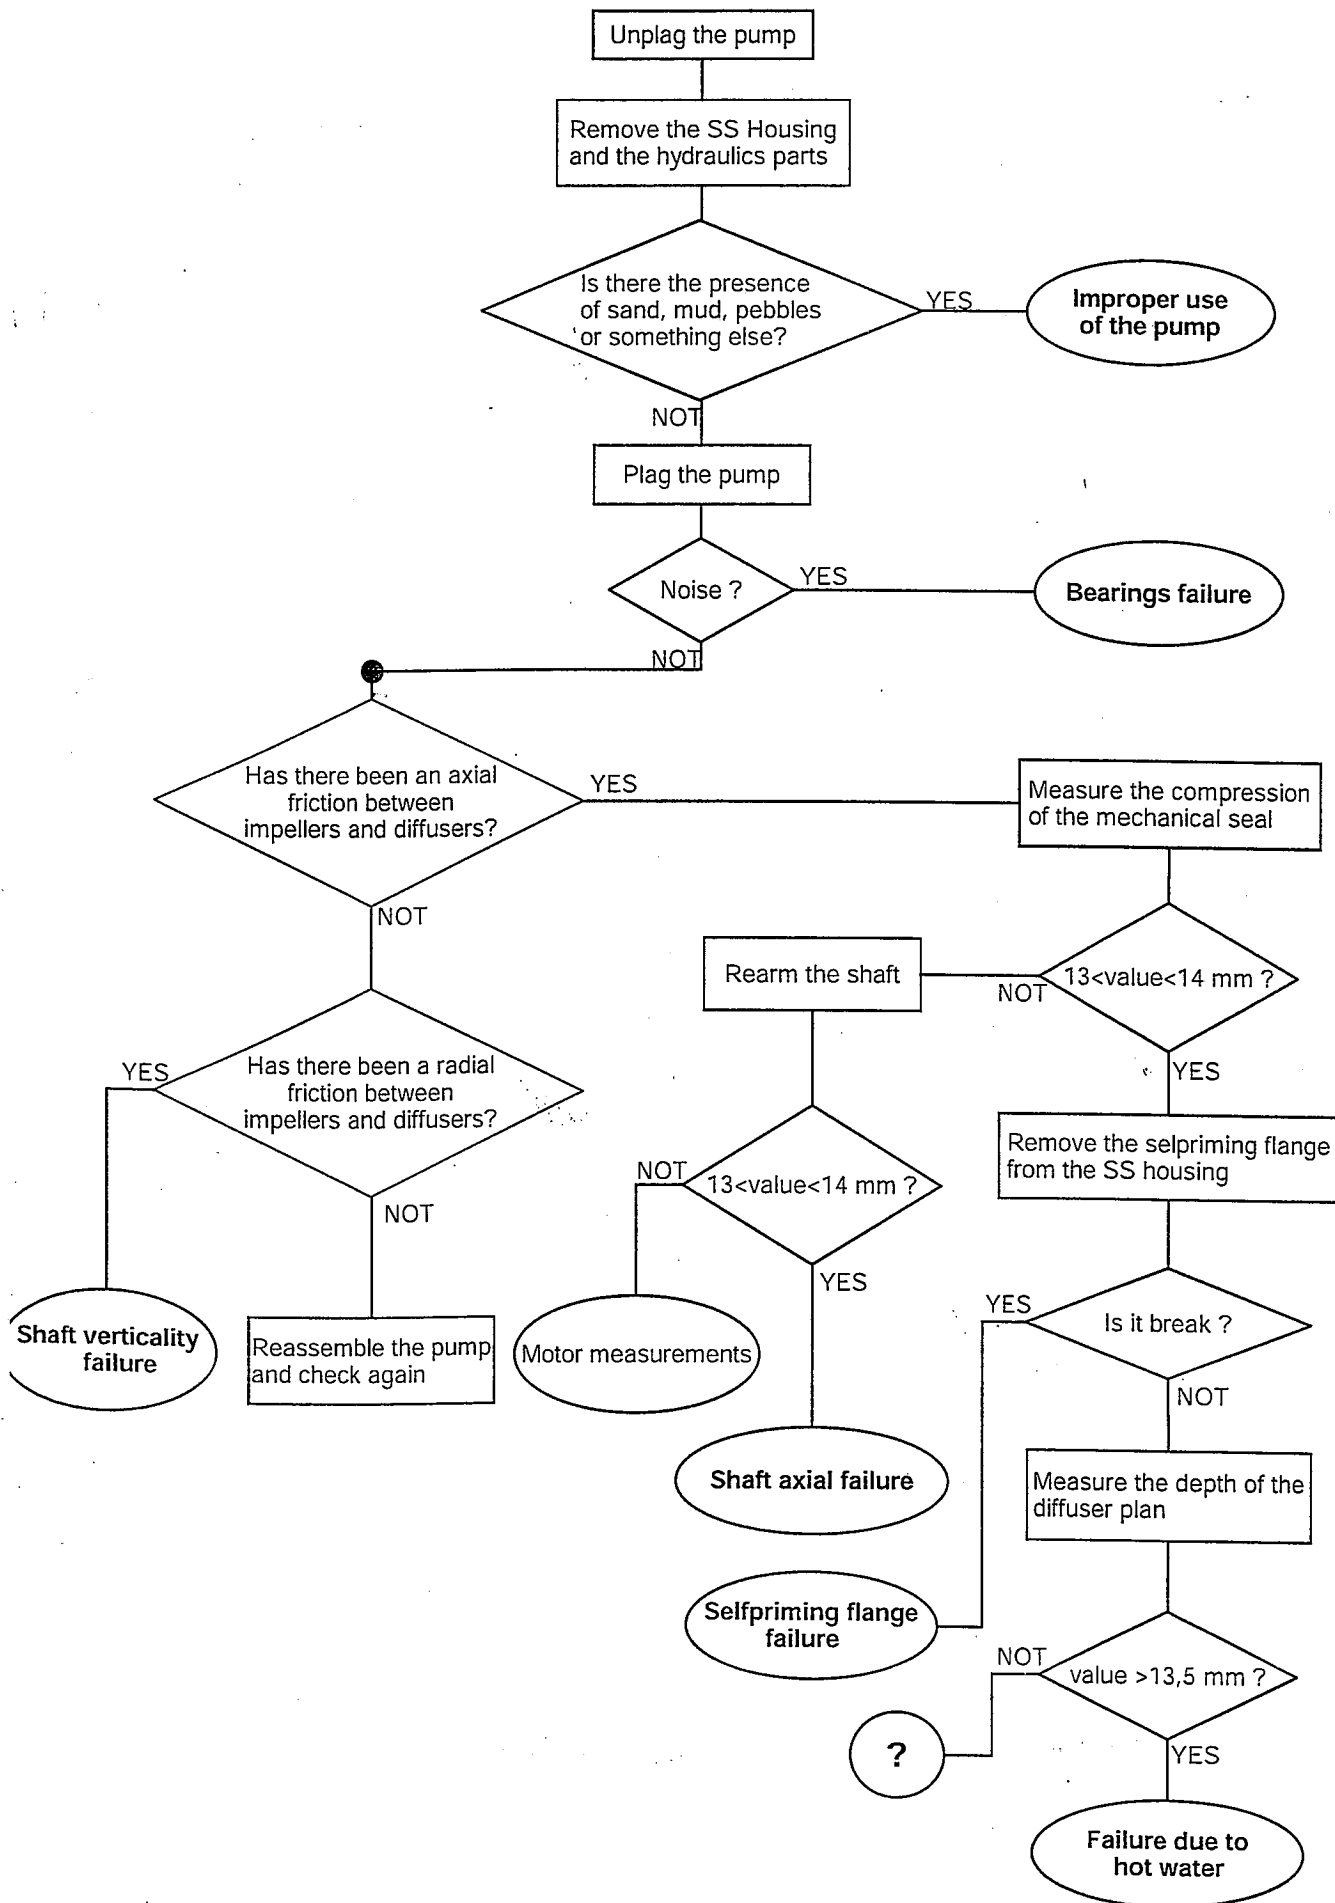 Unplag the pump
Remove the SS Housing
and the hydraulics parts
Is there the presence
of sand, mud, pebbles
or something else?
YES
Improper use
of the pump
NOT
Plag the pump
Noise ?
YES
Bearings failure
NOT
Has there been an axial
friction between
impellers and diffusers?
YES
Measure the compression
of the mechanical seal
NOT
Rearm the shaft
NOT
13<value<14 mm ?
YES
Has there been a radial
friction between
impellers and diffusers?
YES
NOT
13<value<14 mm ?
NOT
YES
Remove the selpriming flange
from the SS housing
Is it break ?
YES
NOT
Shaft verticality
failure
Reassemble the pump
and check again
Motor measurements
Shaft axial failure
Measure the depth of the
diffuser plan
Selfpriming flange
failure
NOT
value >13,5 mm ?
?
YES
Failure due to
hot water